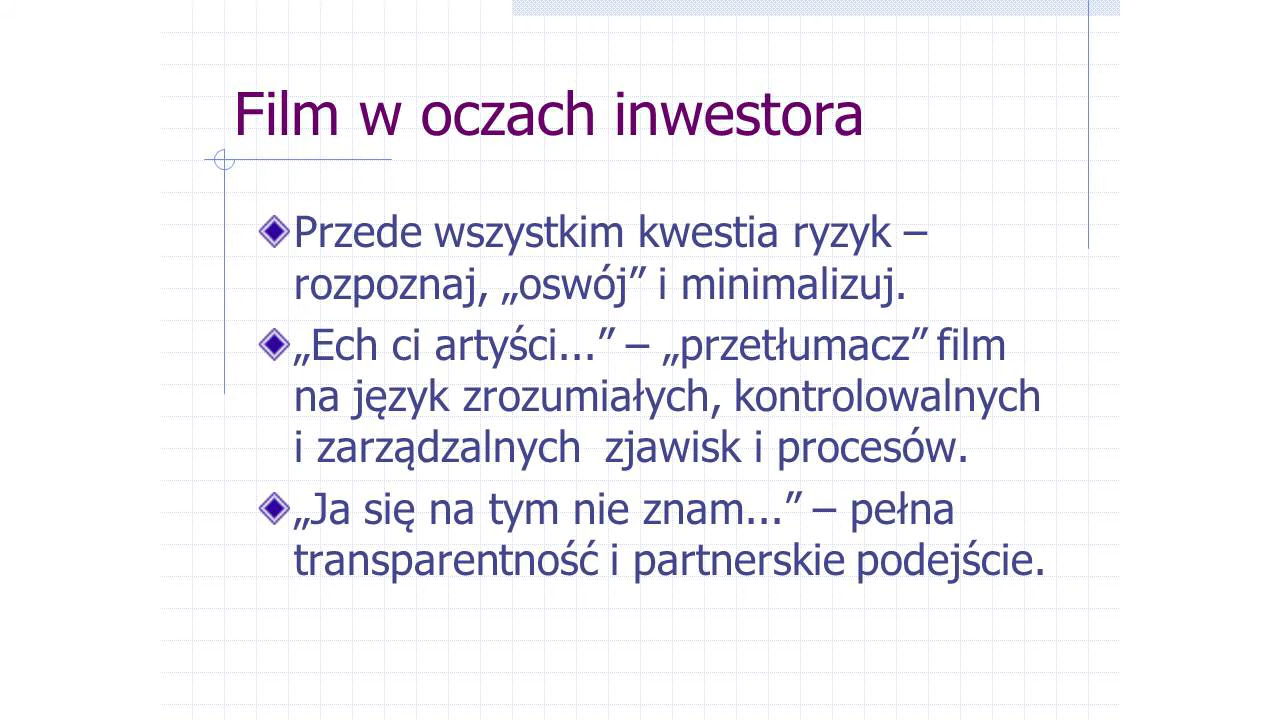 Film w oczach inwestora
Przede wszystkim kwestia ryzyk –
rozpoznaj, „oswój” i minimalizuj.
„Ech ci artyści...” – „przetłumacz” film
na język zrozumiałych, kontrolowalnych
i zarządzalnych  zjawisk i procesów.
„Ja się na tym nie znam...” – pełna
transparentność i partnerskie podejście.